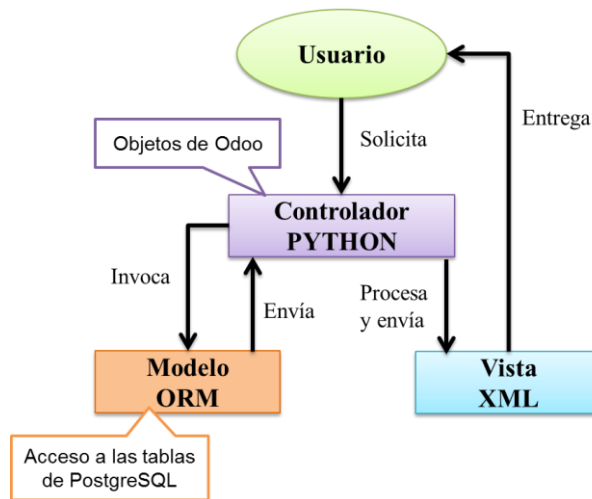 Usuario
Entrega
Solicita
Objetos de Odoo
Controlador
PYTHON
Invoca
Envía
Procesa
y envía
Modelo
ORM
Vista
XML
Acceso a las tablas
de PostgreSQL